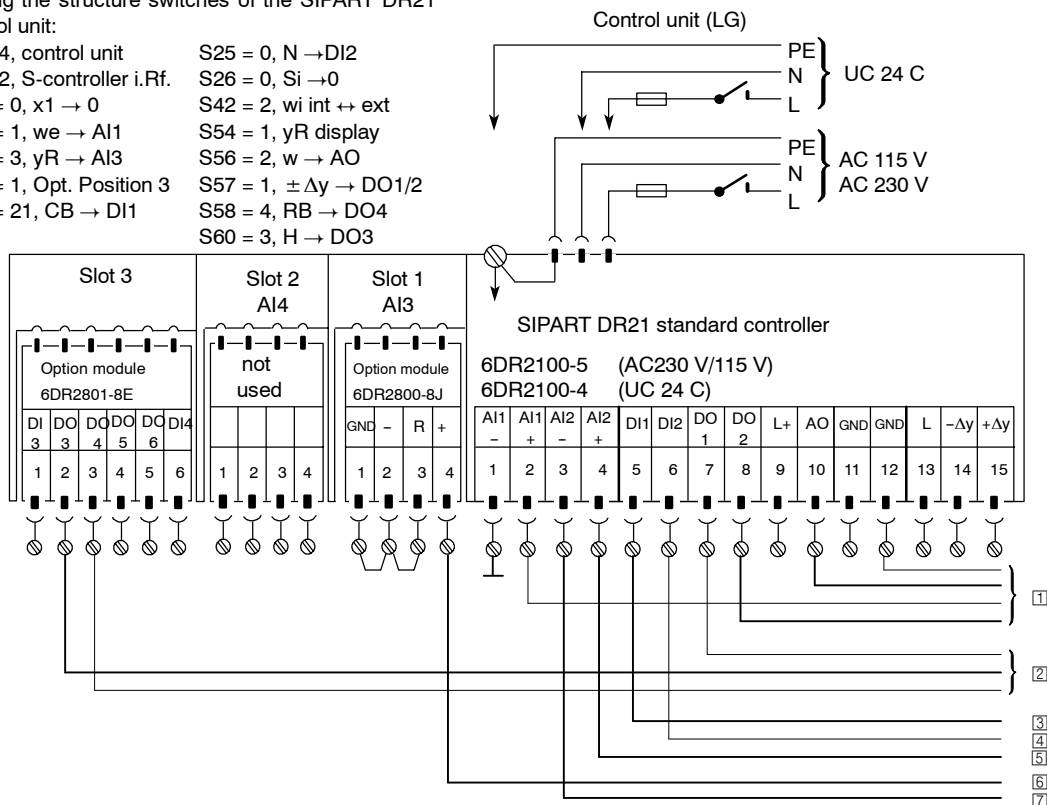 ng the structure switches of the SIPART DR21
ol unit:
4, control unit
2, S-controller i.Rf.
= 0, x1 → 0
= 1, we → AI1
= 3, yR → AI3
= 1, Opt. Position 3
= 21, CB → DI1
S25 = 0, N →DI2
S26 = 0, Si →0
S42 = 2, wi int ↔ ext
S54 = 1, yR display
S56 = 2, w → AO
S57 = 1, ±Δy → DO1/2
S58 = 4, RB → DO4
S60 = 3, H → DO3
Control unit (LG)
PE
N
L
UC 24 C
PE
N
L
AC 115 V
AC 230 V
Slot 3
Option module
6DR2801-8E
DI 3 DO 3 DO 4 DO 5 DO 6 DI4
1 2 3 4 5 6
Slot 2
AI4
not
used
1 2 3 4
Slot 1
AI3
Option module
6DR2800-8J
GND − R +
1 2 3 4
SIPART DR21 standard controller
6DR2100-5 (AC230 V/115 V)
6DR2100-4 (UC 24 C)
AI1 − AI1 + AI2 − AI2 + DI1 DI2 DO 1 DO 2 L+ AO GND GND L −Δy +Δy
1 2 3 4 5 6 7 8 9 10 11 12 13 14 15
1
2
3
4
5
6
7